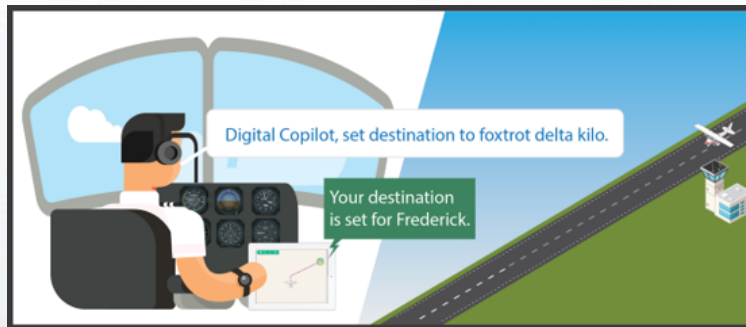 Digital Copilot, set destination to foxtrot delta kilo.
Your destination
is set for Frederick.